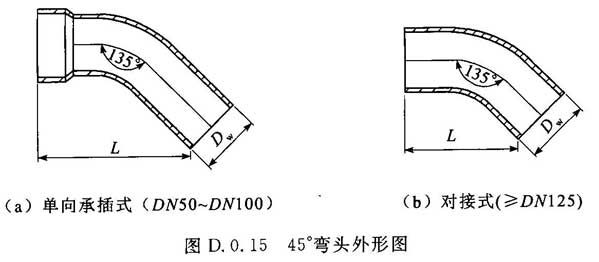 135°
135°
L
D_w
L
D_w
（a）单向承插式（DN50~DN100）
（b）对接式(≥DN125)
图 D.0.15 45°弯头外形图